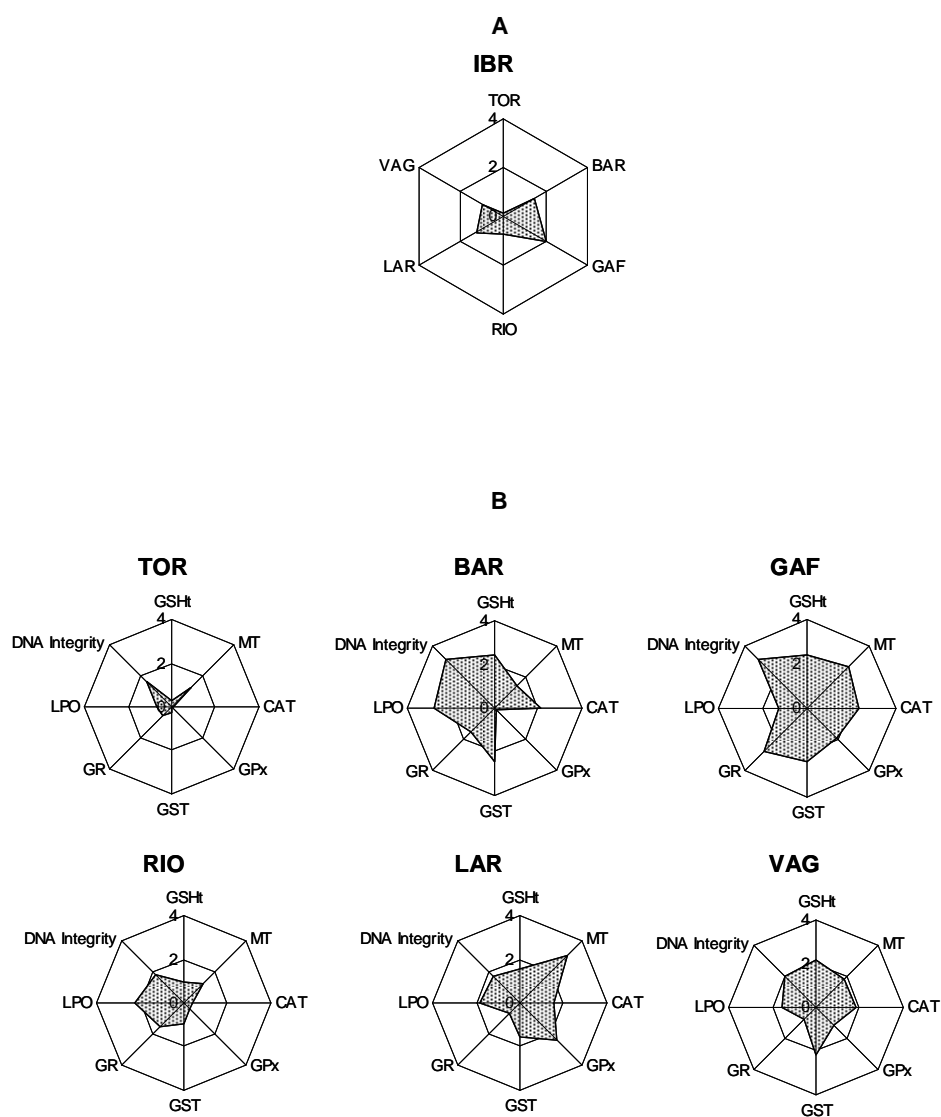 A
IBR
TOR
4
VAG
2
BAR
0
LAR
GAF
RIO
B
TOR
GSHt
4
DNA Integrity
MT
2
LPO
0
CAT
GR
GPx
GST
BAR
GSHt
4
DNA Integrity
MT
2
LPO
0
CAT
GR
GPx
GST
GAF
GSHt
4
DNA Integrity
MT
2
LPO
0
CAT
GR
GPx
GST
RIO
GSHt
4
DNA Integrity
MT
2
LPO
0
CAT
GR
GPx
GST
LAR
GSHt
4
DNA Integrity
MT
2
LPO
0
CAT
GR
GPx
GST
VAG
GSHt
4
DNA Integrity
MT
2
LPO
0
CAT
GR
GPx
GST